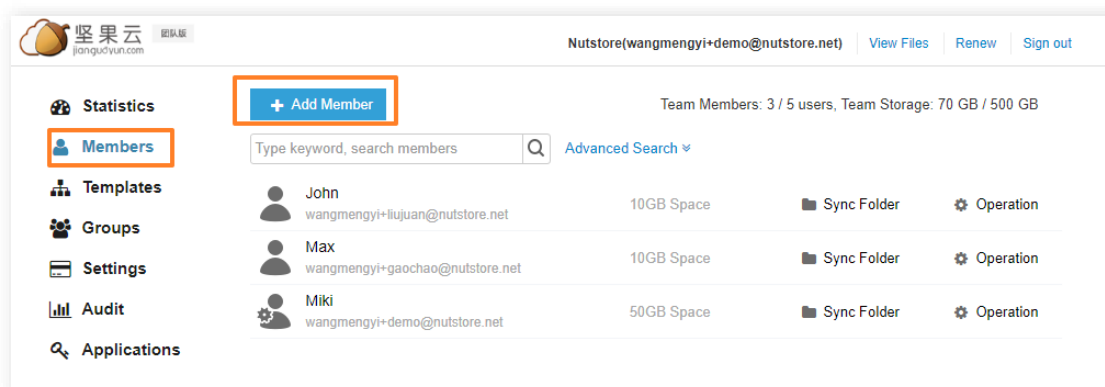 坚果云 团队版
jianguoyun.com
Nutstore(wangmengyi+demo@nutstore.net) View Files Renew Sign out
Statistics
Members
Templates
Groups
Settings
Audit
Applications
+ Add Member
Team Members: 3 / 5 users, Team Storage: 70 GB / 500 GB
Type keyword, search members
Advanced Search
John
wangmengyi+liujuan@nutstore.net
10GB Space Sync Folder Operation
Max
wangmengyi+gaochao@nutstore.net
10GB Space Sync Folder Operation
Miki
wangmengyi+demo@nutstore.net
50GB Space Sync Folder Operation